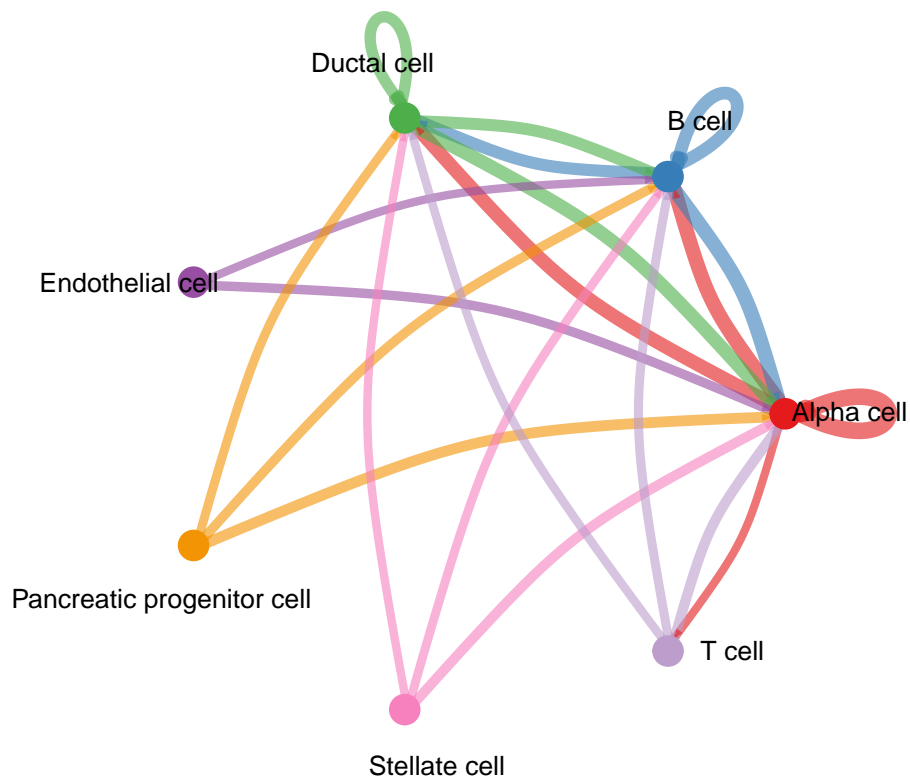 Ductal cell
B cell
Endothelial cell
Alpha cell
Pancreatic progenitor cell
T cell
Stellate cell